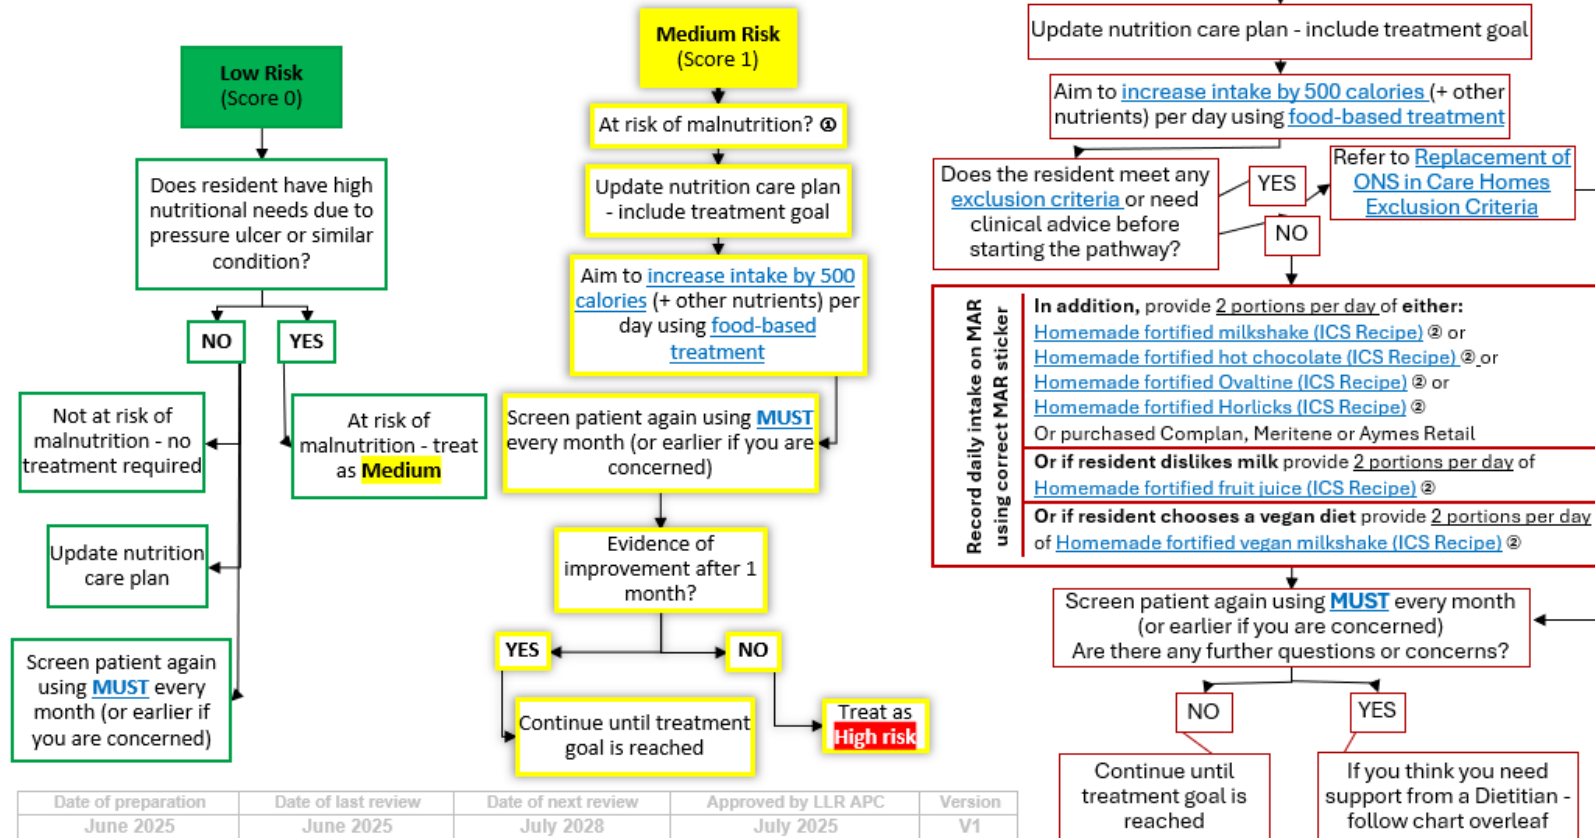 Low Risk
(Score 0)
Does resident have high
nutritional needs due to
pressure ulcer or similar
condition?
NO
YES
Not at risk of
malnutrition - no
treatment required
At risk of
malnutrition - treat
as Medium
Update nutrition
care plan
Screen patient again
using MUST every
month (or earlier if
you are concerned)
Medium Risk
(Score 1)
At risk of malnutrition? ①
Update nutrition care plan
- include treatment goal
Aim to increase intake by 500
calories (+ other nutrients) per
day using food-based
treatment
Screen patient again using MUST
every month (or earlier if you are
concerned)
Evidence of
improvement after 1
month?
YES
NO
Continue until treatment
goal is reached
Treat as
High risk
Update nutrition care plan - include treatment goal
Aim to increase intake by 500 calories (+ other
nutrients) per day using food-based treatment
Does the resident meet any
exclusion criteria or need
clinical advice before
starting the pathway?
YES
NO
Refer to Replacement of
ONS in Care Homes
Exclusion Criteria
Record daily intake on MAR
using correct MAR sticker
In addition, provide 2 portions per day of either:
Homemade fortified milkshake (ICS Recipe) ② or
Homemade fortified hot chocolate (ICS Recipe) ② or
Homemade fortified Ovaltine (ICS Recipe) ② or
Homemade fortified Horlicks (ICS Recipe) ②
Or purchased Complan, Meritene or Aymes Retail
Or if resident dislikes milk provide 2 portions per day of
Homemade fortified fruit juice (ICS Recipe) ②
Or if resident chooses a vegan diet provide 2 portions per day
of Homemade fortified vegan milkshake (ICS Recipe) ②
Screen patient again using MUST every month
(or earlier if you are concerned)
Are there any further questions or concerns?
NO
YES
Continue until
treatment goal is
reached
If you think you need
support from a Dietitian -
follow chart overleaf
Date of preparation Date of last review Date of next review Approved by LLR APC Version
June 2025 June 2025 July 2028 July 2025 V1